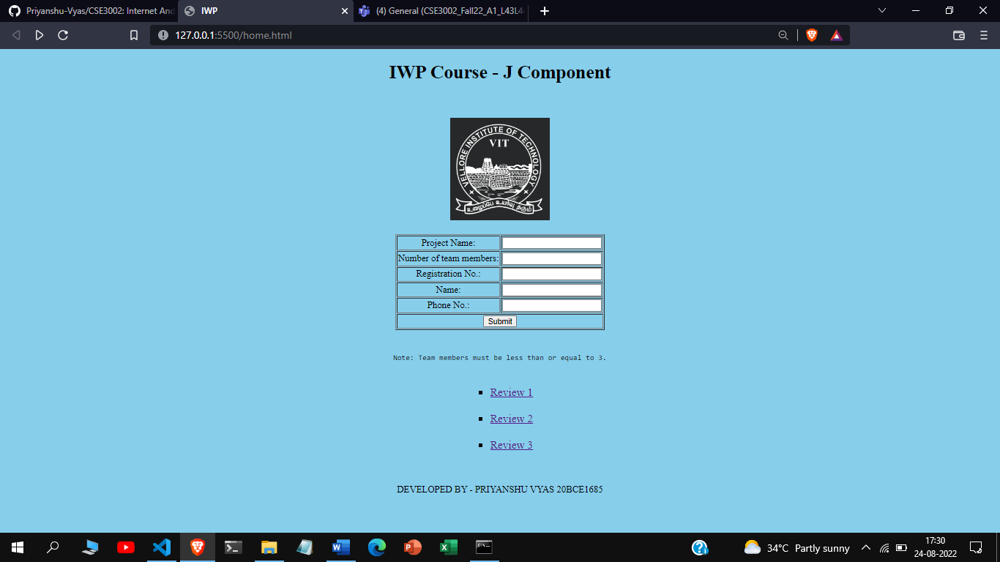 Priyanshu-Vyas/CSE3002: Internet And
IWP
(4) General (CSE3002_Fall22_A1_L43L44
127.0.0.1:5500/home.html
IWP Course - J Component
VELLORE INSTITUTE OF TECHNOLOGY
VIT
உழைப்பே உயர்வு தரும்
Project Name:
Number of team members:
Registration No.:
Name:
Phone No.:
Submit
Note: Team members must be less than or equal to 3.
Review 1
Review 2
Review 3
DEVELOPED BY - PRIYANSHU VYAS 20BCE1685
34°C Partly sunny
17:30
24-08-2022